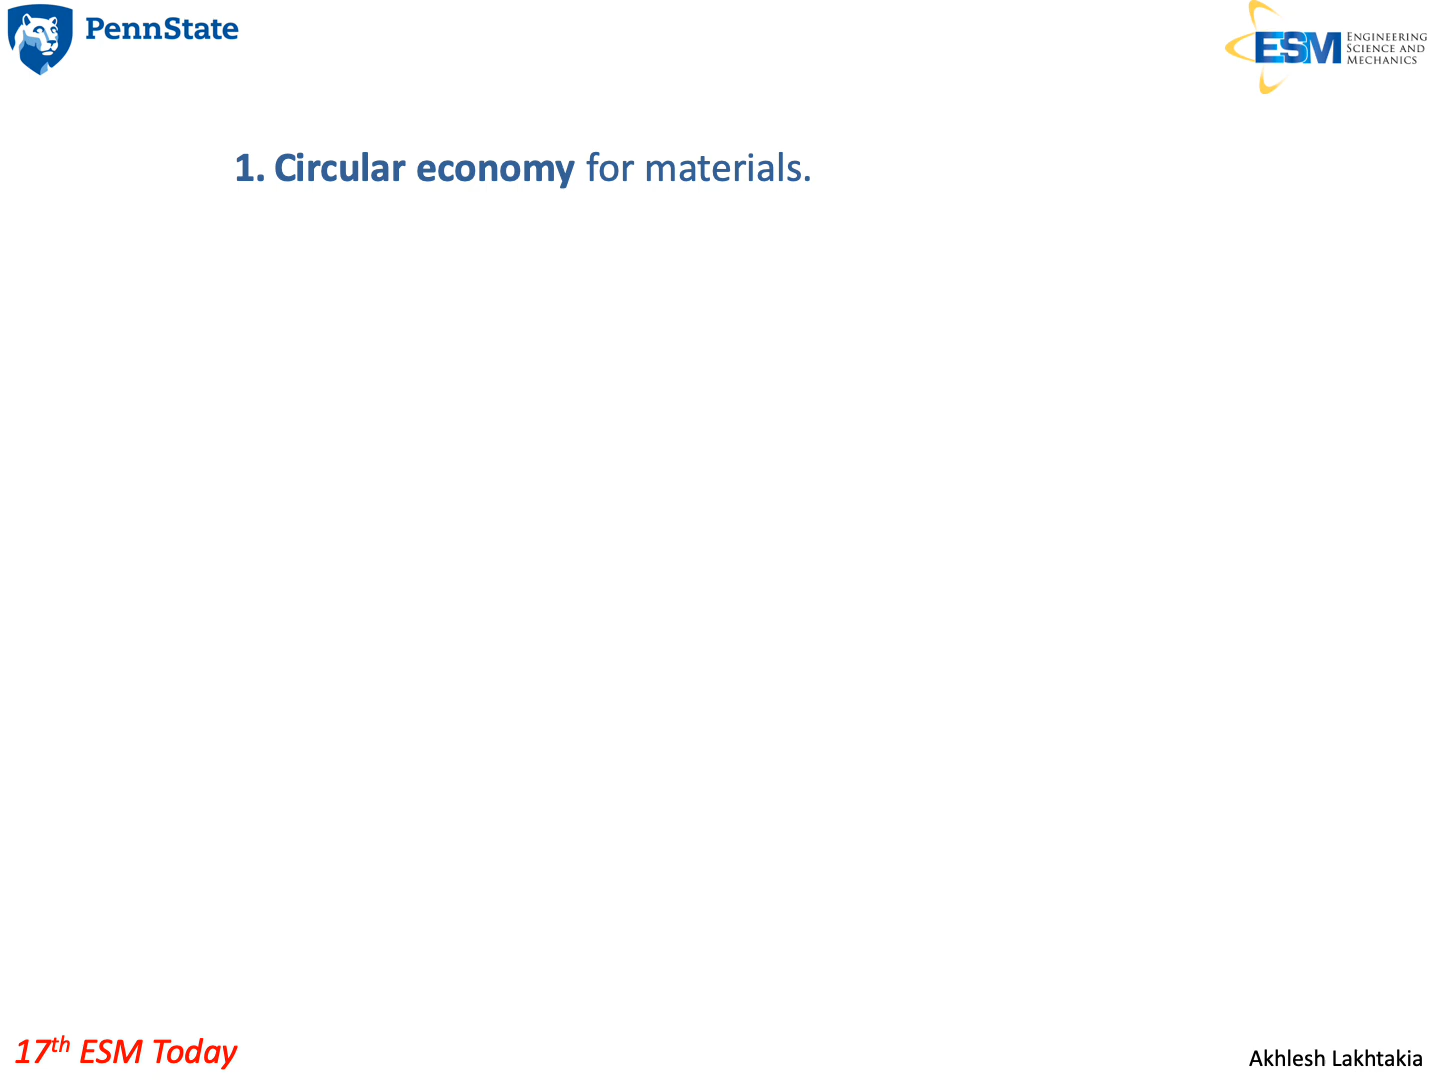 PennState
ESM
ENGINEERING
SCIENCE AND
MECHANICS
1. Circular economy for materials.
17th ESM Today
Akhlesh Lakhtakia